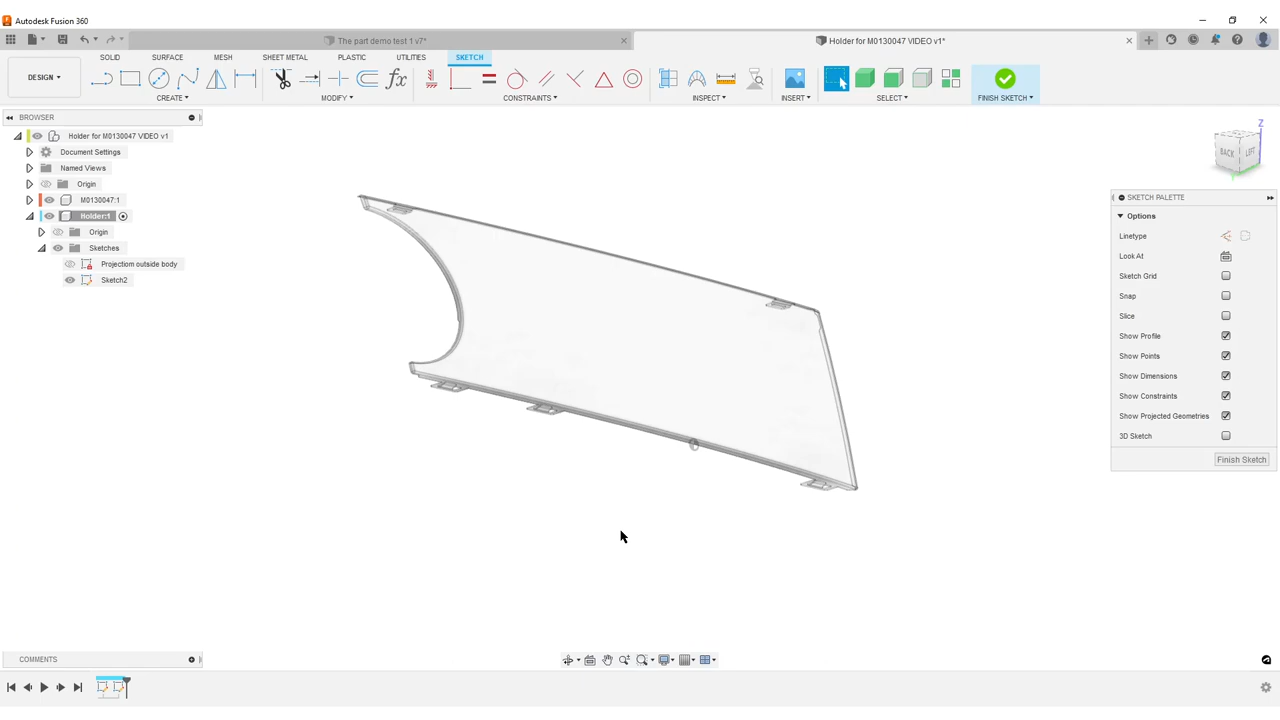 Autodesk Fusion 360
The part demo test 1 v7*
Holder for M0130047 VIDEO v1*
SOLID
SURFACE
MESH
SHEET METAL
PLASTIC
UTILITIES
SKETCH
DESIGN
fx
CREATE
MODIFY
CONSTRAINTS
INSPECT
INSERT
SELECT
FINISH SKETCH
BROWSER
Holder for M0130047 VIDEO v1
Document Settings
Named Views
Origin
M0130047:1
Holder:1
Origin
Sketches
Projectiom outside body
Sketch2
Z
BACK
LEFT
SKETCH PALETTE
Options
Linetype
Look At
Sketch Grid
Snap
Slice
Show Profile
Show Points
Show Dimensions
Show Constraints
Show Projected Geometries
3D Sketch
Finish Sketch
COMMENTS